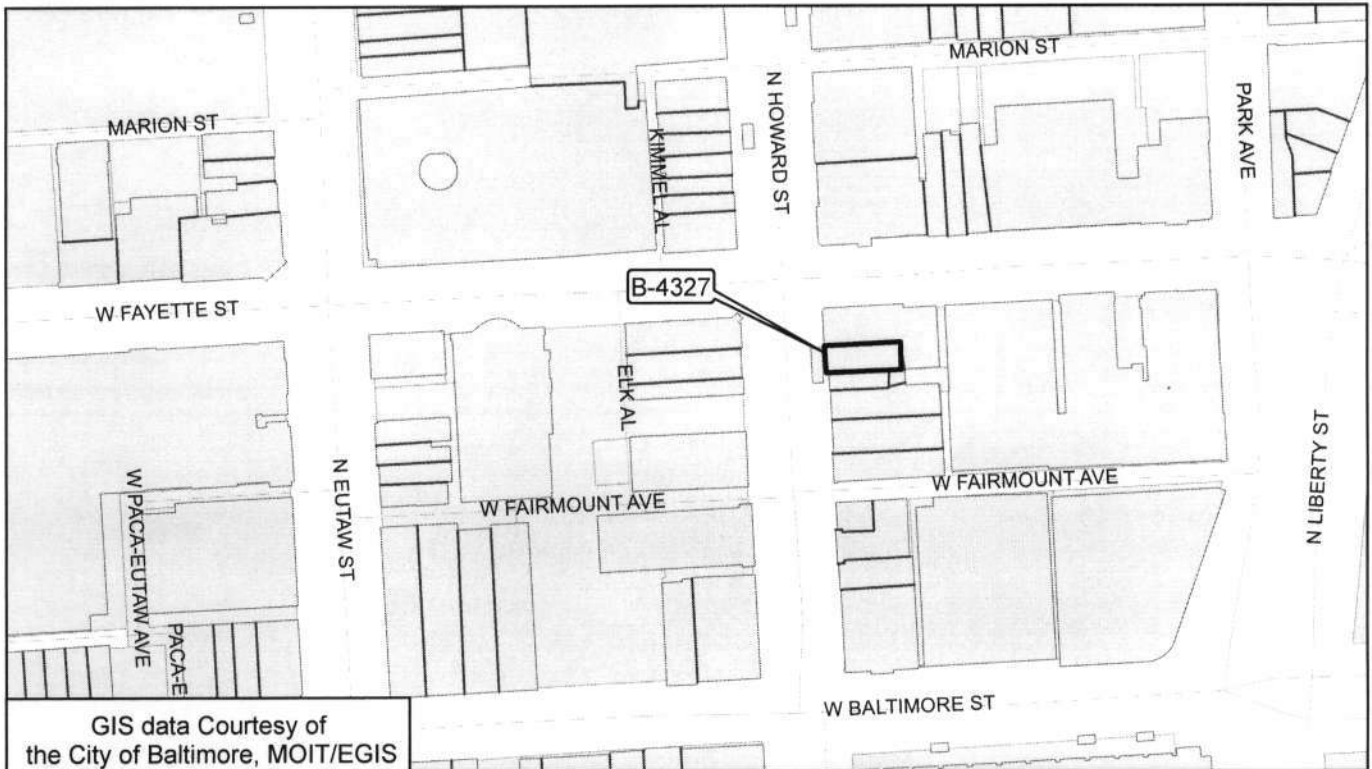 MARION ST
MARION ST
N HOWARD ST
PARK AVE
KIMMEL AL
B-4327
W FAYETTE ST
ELK AL
N LIBERTY ST
N EUTAW ST
W FAIRMOUNT AVE
W FAIRMOUNT AVE
W PACA-EUTAW AVE
PACA-E
W BALTIMORE ST
GIS data Courtesy of
the City of Baltimore, MOIT/EGIS